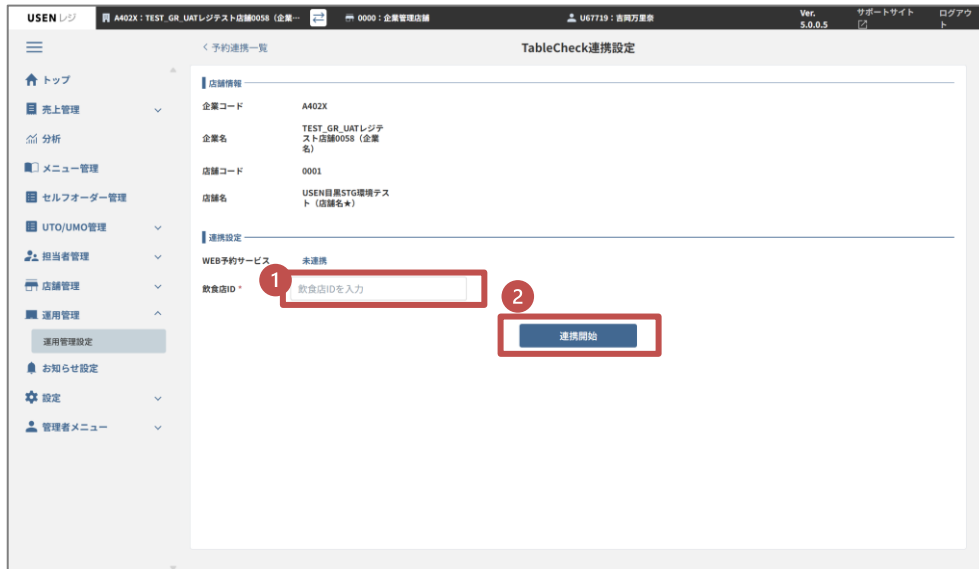 USEN レジ
A402X：TEST_GR_UATレジテスト店舗0058（企業…
0000：企業管理店舗
U67719：吉岡万里奈
Ver.
5.0.0.5
サポートサイト
ログアウ
ト
予約連携一覧
TableCheck連携設定
トップ
売上管理
分析
メニュー管理
セルフオーダー管理
UTO/UMO管理
担当者管理
店舗管理
運用管理
運用管理設定
お知らせ設定
設定
管理者メニュー
店舗情報
企業コード A402X
企業名 TEST_GR_UATレジテ
スト店舗0058（企業
名）
店舗コード 0001
店舗名 USEN目黒STG環境テス
ト（店舗名★）
連携設定
WEB予約サービス 未連携
1
飲食店ID * 飲食店IDを入力
2
連携開始